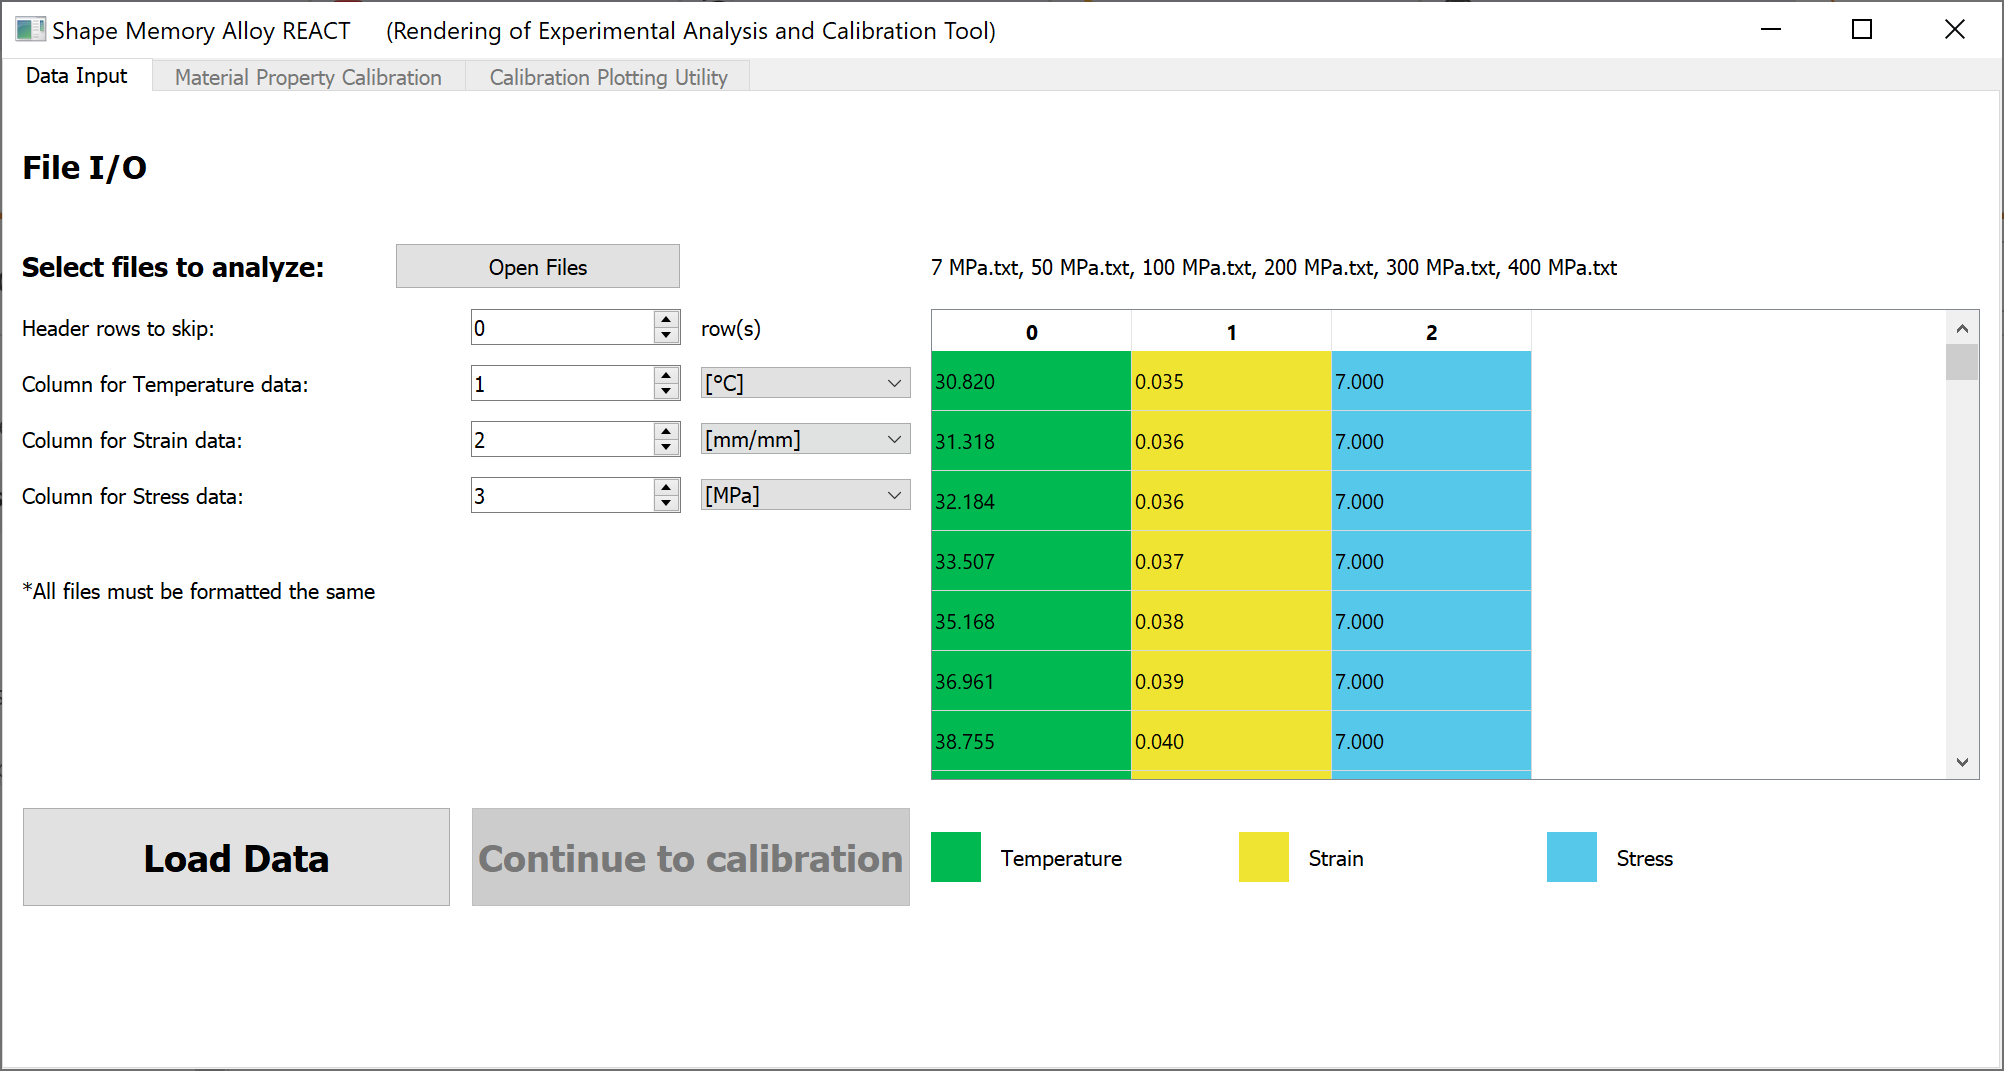 Shape Memory Alloy REACT (Rendering of Experimental Analysis and Calibration Tool)
Data Input Material Property Calibration Calibration Plotting Utility
File I/O
Select files to analyze: Open Files 7 MPa.txt, 50 MPa.txt, 100 MPa.txt, 200 MPa.txt, 300 MPa.txt, 400 MPa.txt
Header rows to skip: 0 row(s)
Column for Temperature data: 1 [°C]
Column for Strain data: 2 [mm/mm]
Column for Stress data: 3 [MPa]
*All files must be formatted the same
0 1 2
30.820 0.035 7.000
31.318 0.036 7.000
32.184 0.036 7.000
33.507 0.037 7.000
35.168 0.038 7.000
36.961 0.039 7.000
38.755 0.040 7.000
Load Data Continue to calibration
Temperature Strain Stress